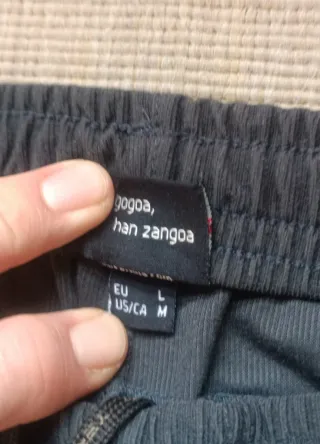 gogoa,
han zangoa
EU L
US/CA M